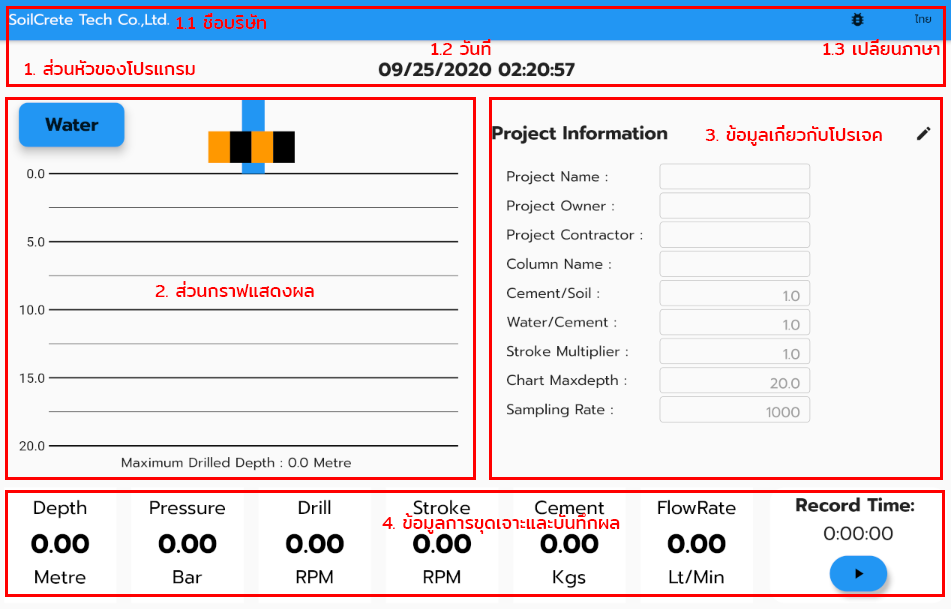 SoilCrete Tech Co.,Ltd. 1.1 ชื่อบริษัท ไทย
1.2 วันที่ 1.3 เปลี่ยนภาษา
1. ส่วนหัวของโปรแกรม 09/25/2020 02:20:57
Water
0.0
5.0
2. ส่วนกราฟแสดงผล
10.0
15.0
20.0
Maximum Drilled Depth : 0.0 Metre
Project Information 3. ข้อมูลเกี่ยวกับโปรเจค
Project Name :
Project Owner :
Project Contractor :
Column Name :
Cement/Soil : 1.0
Water/Cement : 1.0
Stroke Multiplier : 1.0
Chart Maxdepth : 20.0
Sampling Rate : 1000
Depth Pressure Drill Stroke Cement FlowRate Record Time:
4. ข้อมูลการขุดเจาะและบันทึกผล
0.00 0.00 0.00 0.00 0.00 0.00 0:00:00
Metre Bar RPM RPM Kgs Lt/Min